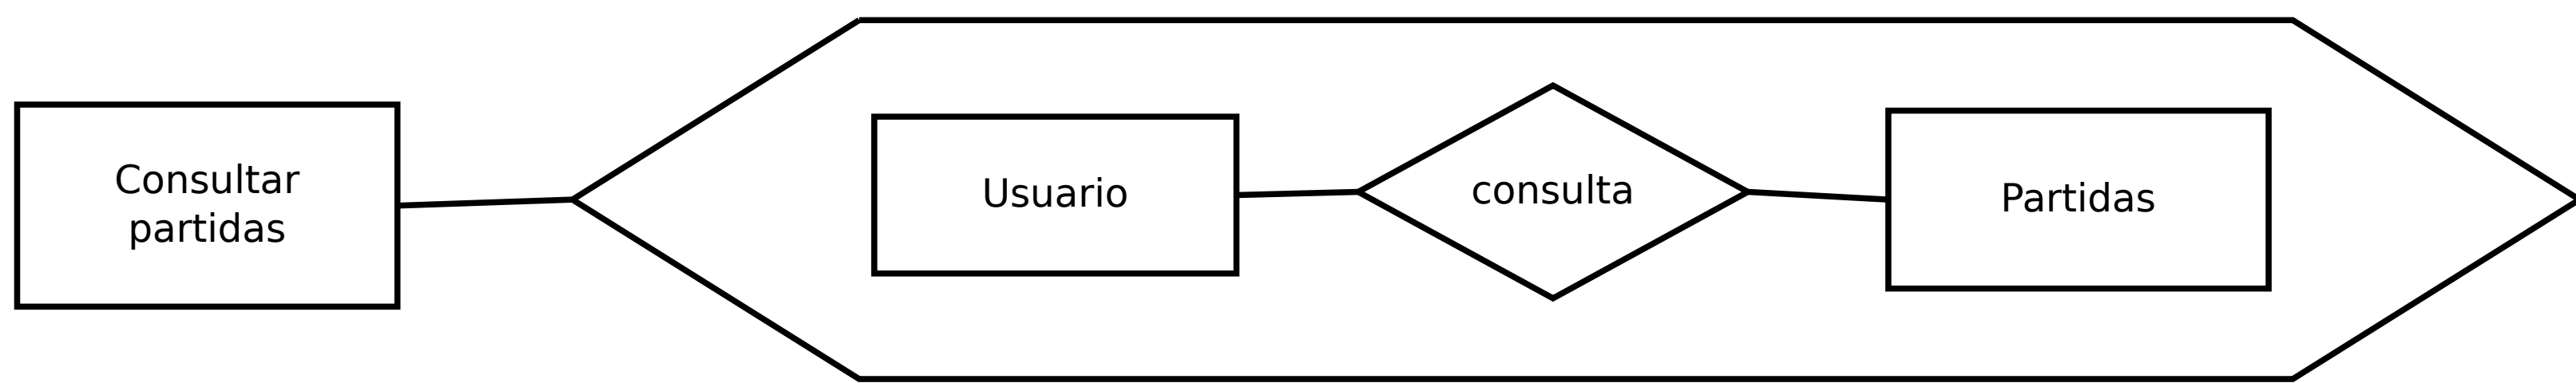 Consultar
partidas
Usuario
consulta
Partidas